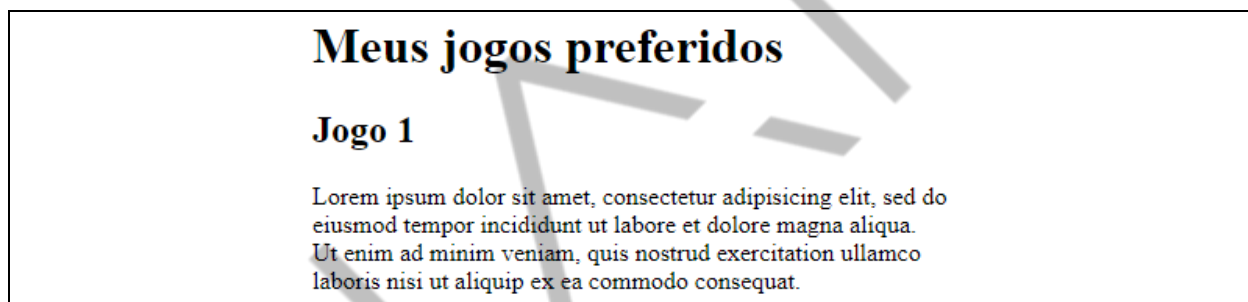 Meus jogos preferidos
Jogo 1
Lorem ipsum dolor sit amet, consectetur adipisicing elit, sed do
eiusmod tempor incididunt ut labore et dolore magna aliqua.
Ut enim ad minim veniam, quis nostrud exercitation ullamco
laboris nisi ut aliquip ex ea commodo consequat.